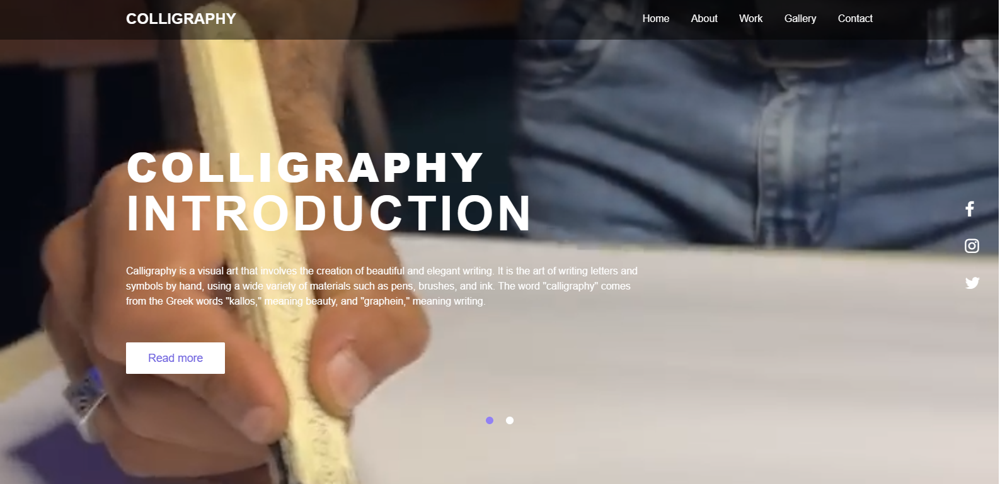 COLLIGRAPHY
Home About Work Gallery Contact
COLLIGRAPHY
INTRODUCTION
Calligraphy is a visual art that involves the creation of beautiful and elegant writing. It is the art of writing letters and
symbols by hand, using a wide variety of materials such as pens, brushes, and ink. The word "calligraphy" comes
from the Greek words "kallos," meaning beauty, and "graphein," meaning writing.
Read more